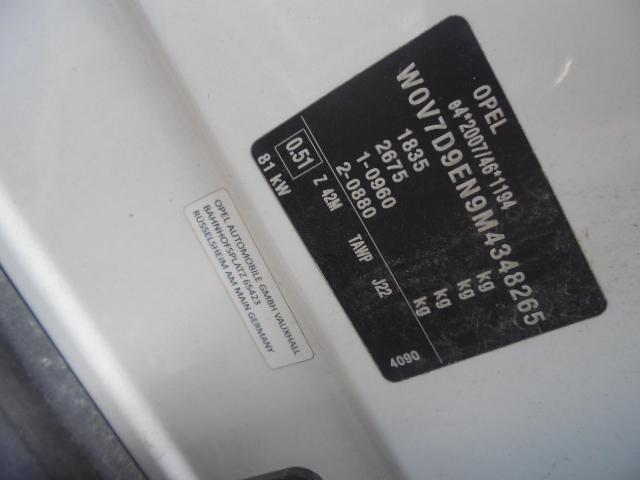 OPEL
e4*2007/46*1194
W0V7D9EN9M4348265
1835 kg
2675 kg
1-0960 kg
2-0880 kg
0.51 Z 42M TAWP J22
81 kW 4090
OPEL AUTOMOBILE GMBH VAUXHALL
BAHNHOFSPLATZ 65423
RÜSSELSHEIM AM MAIN GERMANY